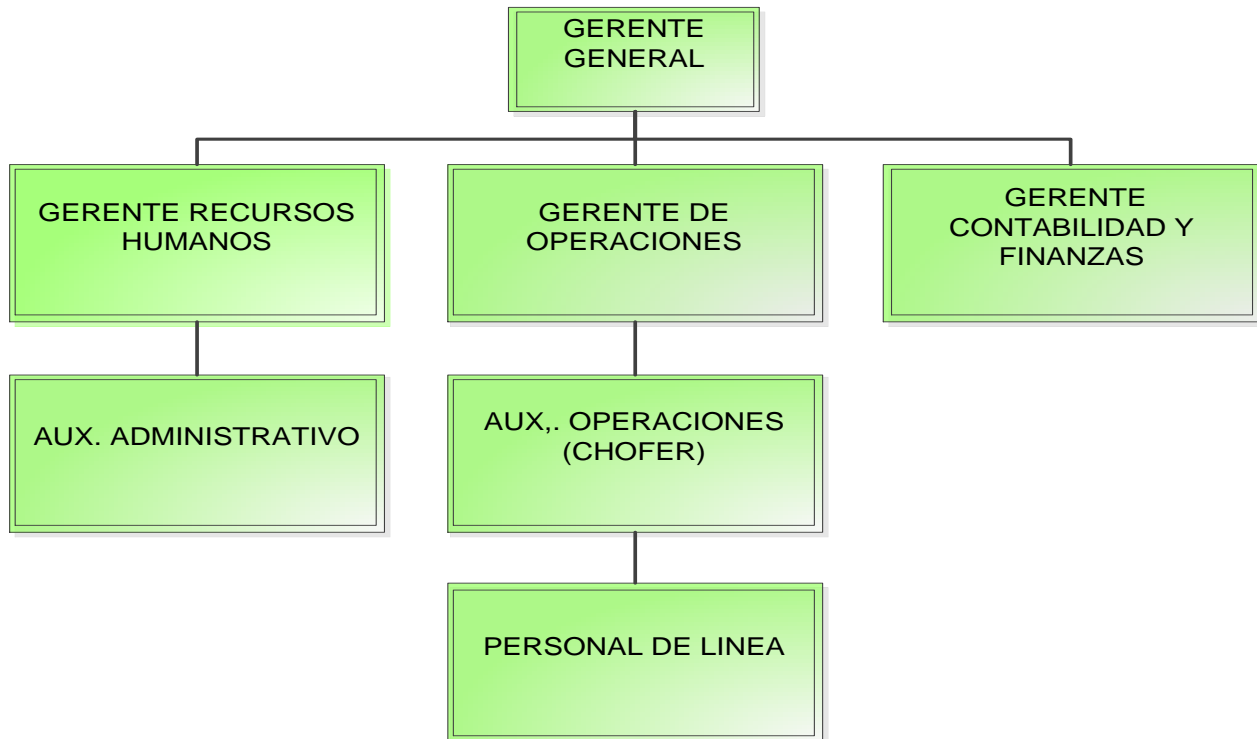 GERENTE
GENERAL
GERENTE RECURSOS
HUMANOS
GERENTE DE
OPERACIONES
GERENTE
CONTABILIDAD Y
FINANZAS
AUX. ADMINISTRATIVO
AUX,. OPERACIONES
(CHOFER)
PERSONAL DE LINEA